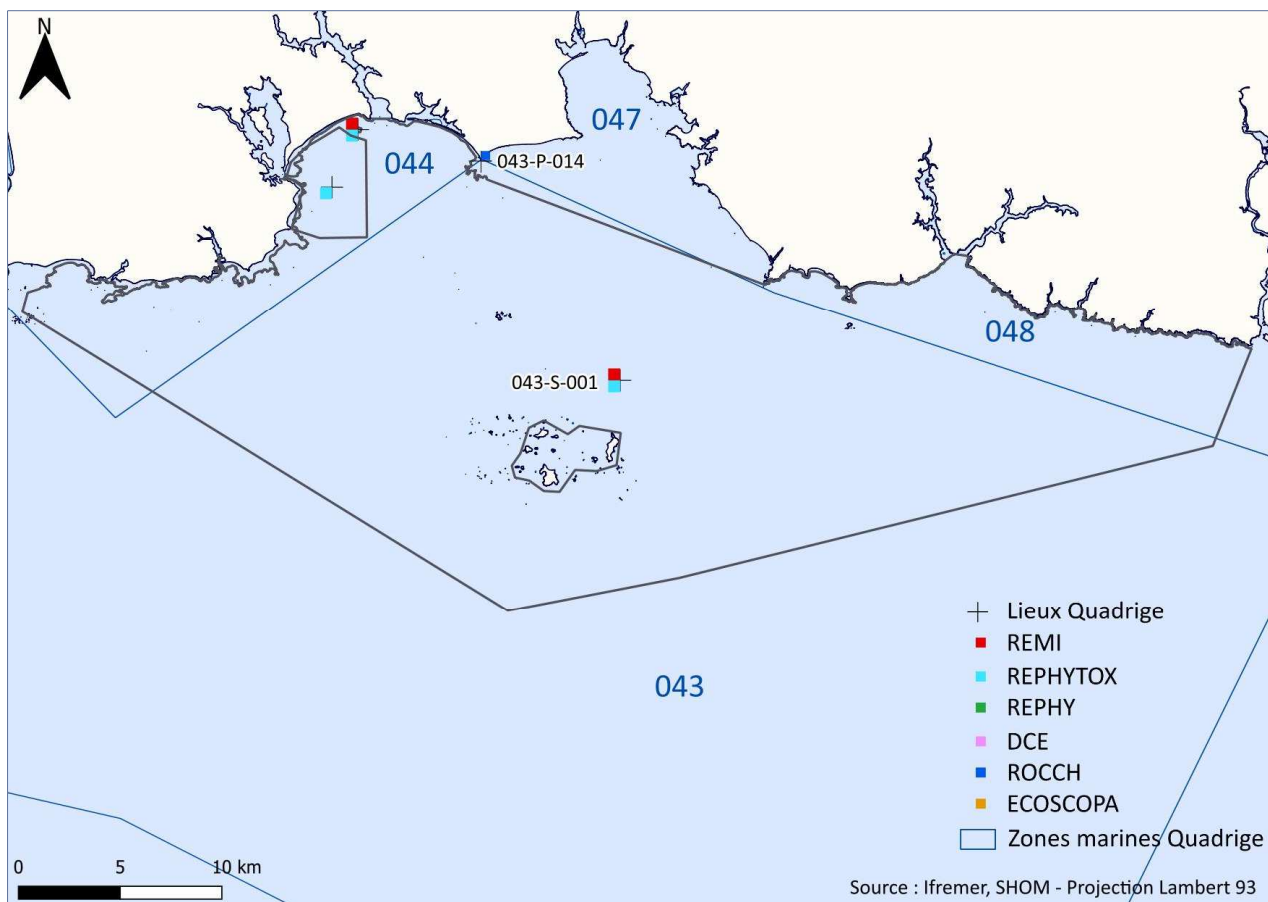 N
047
044
043-P-014
048
043-S-001
Lieux Quadrige
REMI
REPHYTOX
043
REPHY
DCE
ROCCH
ECOSCOPA
Zones marines Quadrige
0 5 10 km
Source : Ifremer, SHOM - Projection Lambert 93